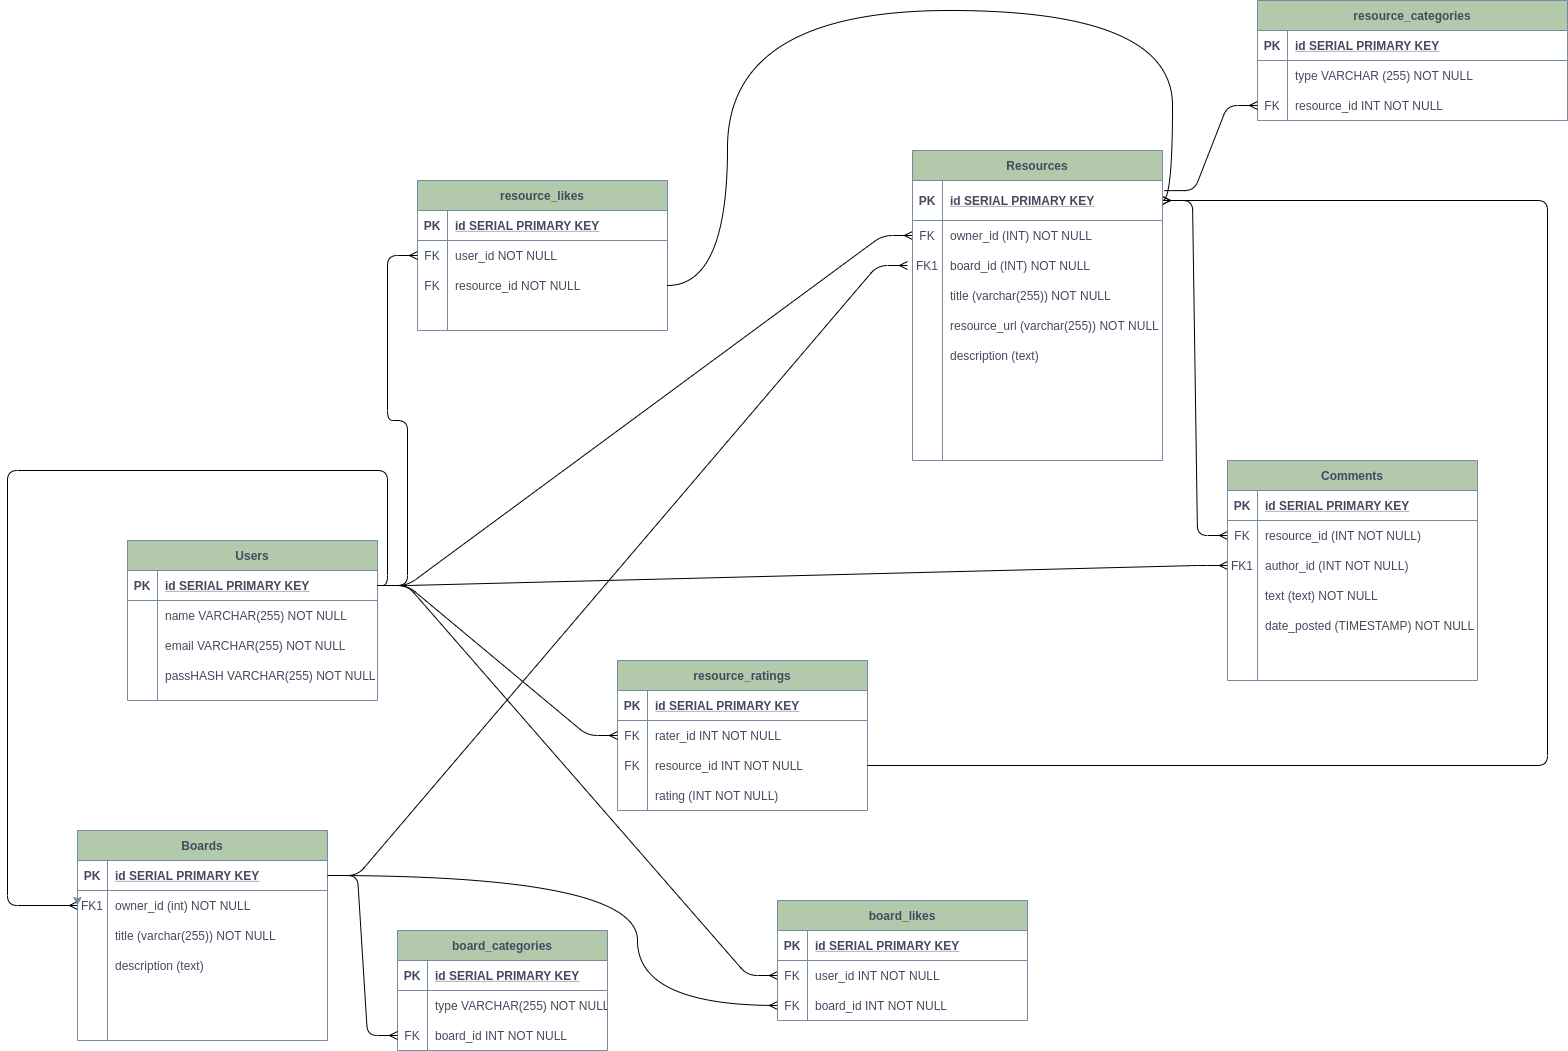 resource_categories
PK id SERIAL PRIMARY KEY
type VARCHAR (255) NOT NULL
FK resource_id INT NOT NULL
Resources
PK id SERIAL PRIMARY KEY
FK owner_id (INT) NOT NULL
FK1 board_id (INT) NOT NULL
title (varchar(255)) NOT NULL
resource_url (varchar(255)) NOT NULL
description (text)
resource_likes
PK id SERIAL PRIMARY KEY
FK user_id NOT NULL
FK resource_id NOT NULL
Comments
PK id SERIAL PRIMARY KEY
FK resource_id (INT NOT NULL)
FK1 author_id (INT NOT NULL)
text (text) NOT NULL
date_posted (TIMESTAMP) NOT NULL
Users
PK id SERIAL PRIMARY KEY
name VARCHAR(255) NOT NULL
email VARCHAR(255) NOT NULL
passHASH VARCHAR(255) NOT NULL
resource_ratings
PK id SERIAL PRIMARY KEY
FK rater_id INT NOT NULL
FK resource_id INT NOT NULL
rating (INT NOT NULL)
Boards
PK id SERIAL PRIMARY KEY
FK1 owner_id (int) NOT NULL
title (varchar(255)) NOT NULL
description (text)
board_categories
PK id SERIAL PRIMARY KEY
type VARCHAR(255) NOT NULL
FK board_id INT NOT NULL
board_likes
PK id SERIAL PRIMARY KEY
FK user_id INT NOT NULL
FK board_id INT NOT NULL